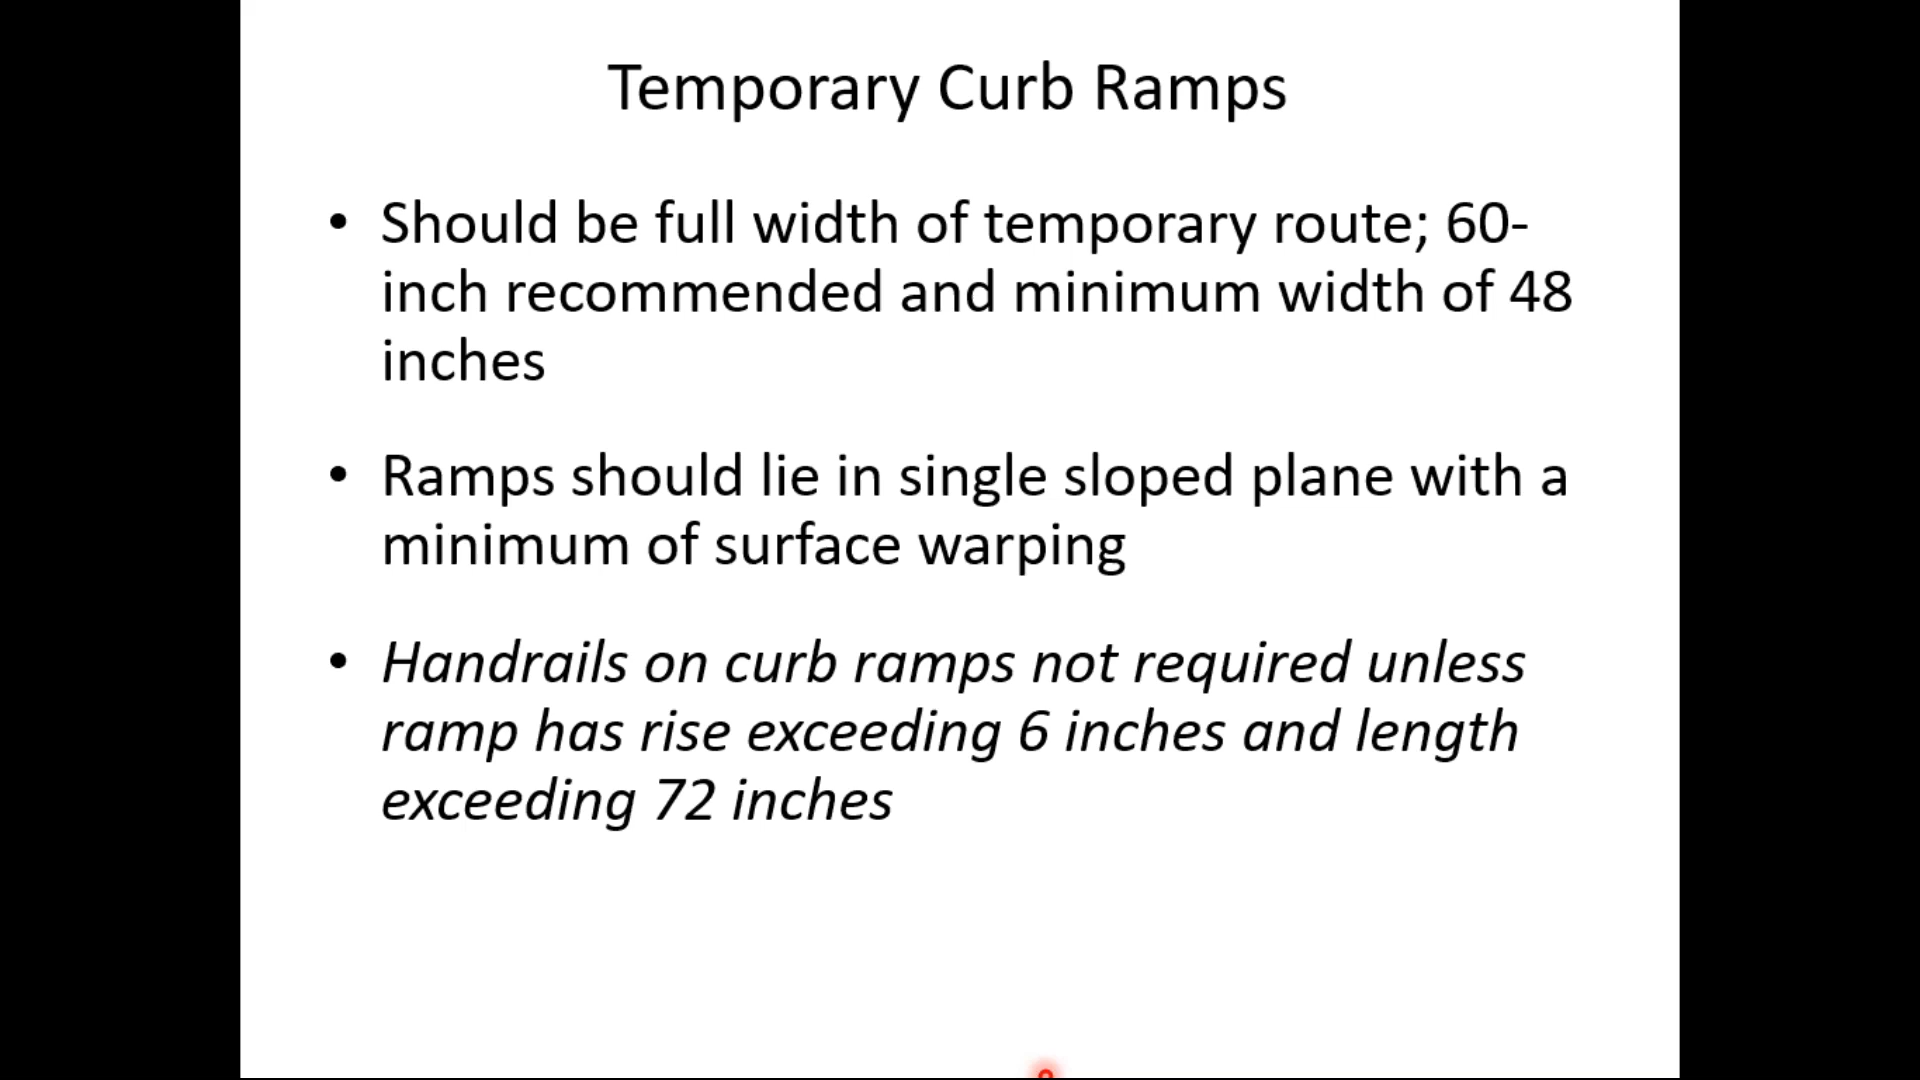 Temporary Curb Ramps
• Should be full width of temporary route; 60-
inch recommended and minimum width of 48
inches
• Ramps should lie in single sloped plane with a
minimum of surface warping
• Handrails on curb ramps not required unless
ramp has rise exceeding 6 inches and length
exceeding 72 inches